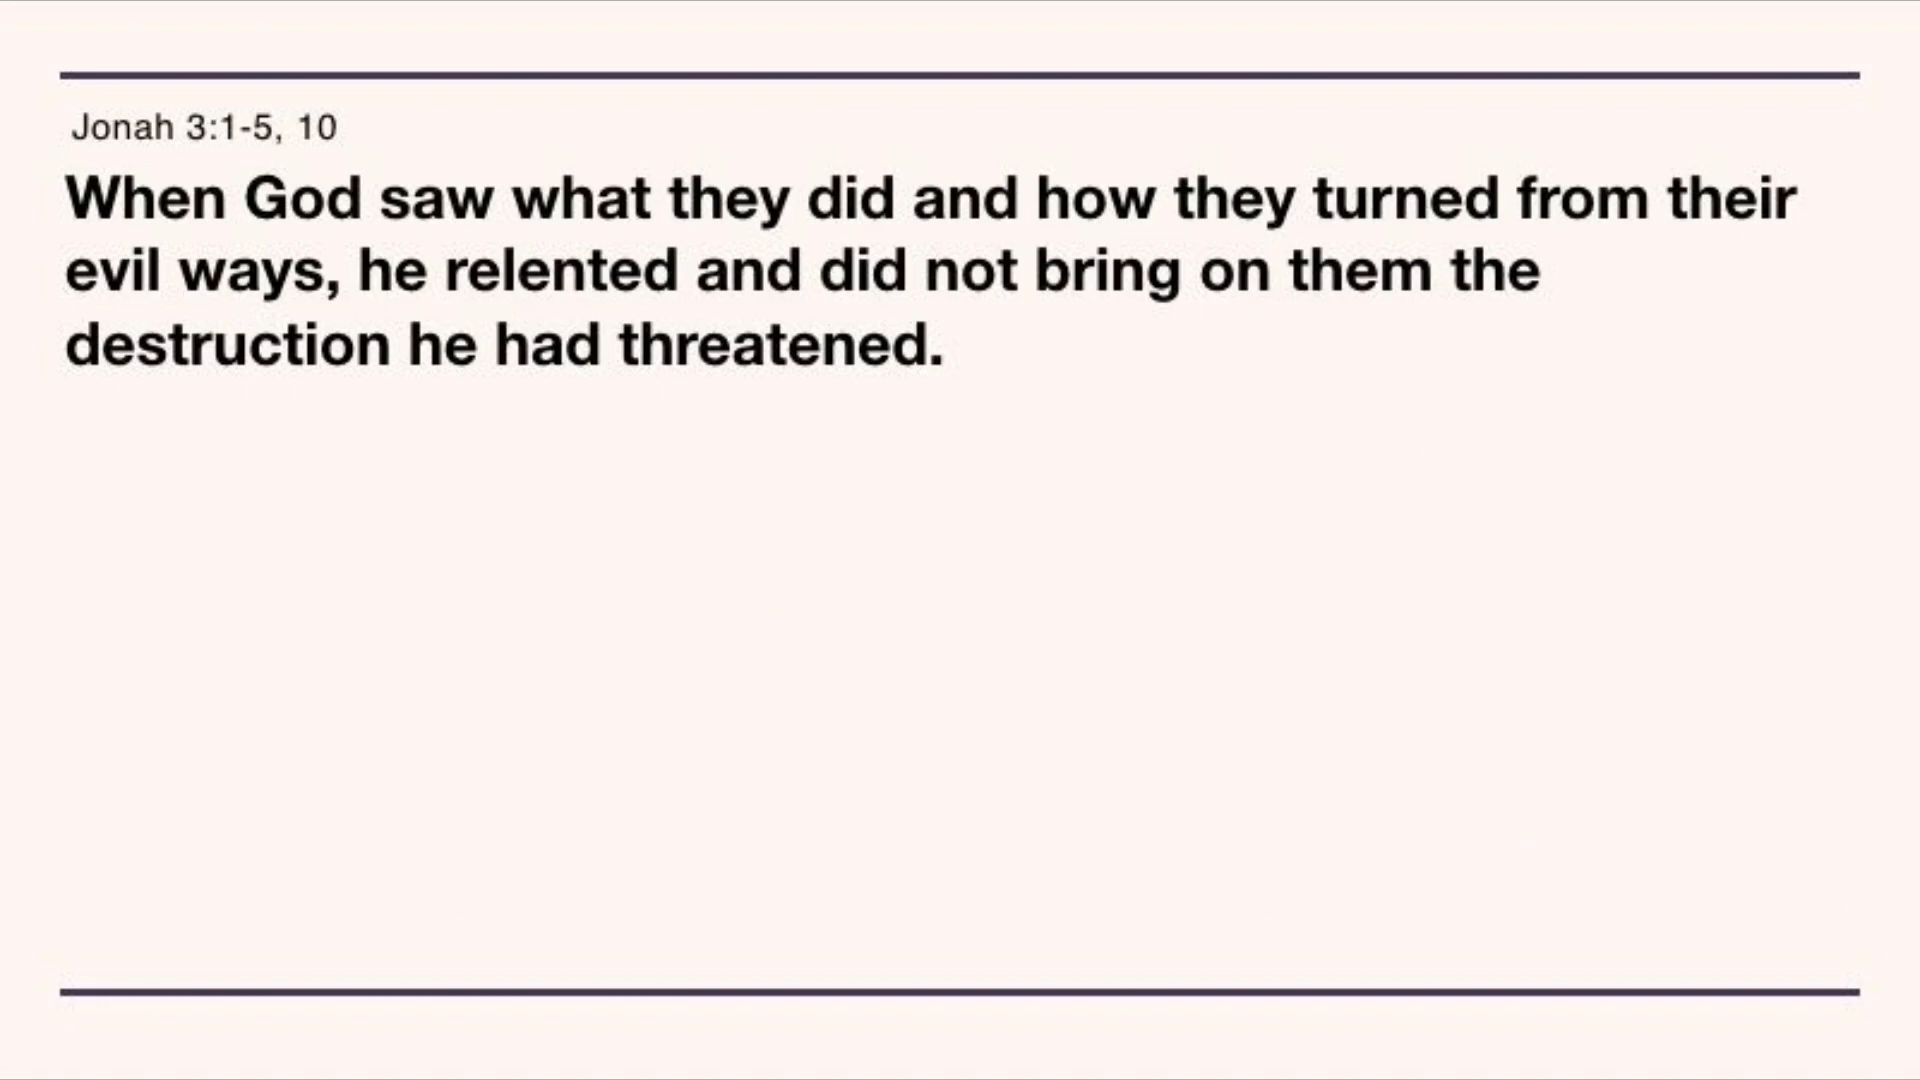 Jonah 3:1-5, 10
When God saw what they did and how they turned from their
evil ways, he relented and did not bring on them the
destruction he had threatened.